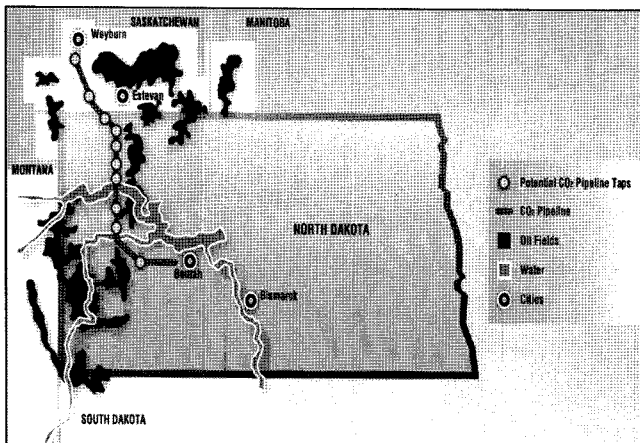 SASKATCHEWAN
MANITOBA
Weyburn
Estevan
MONTANA
NORTH DAKOTA
Beulah
Bismarck
SOUTH DAKOTA
Potential CO₂ Pipeline Taps
CO₂ Pipeline
Oil Fields
Water
Cities